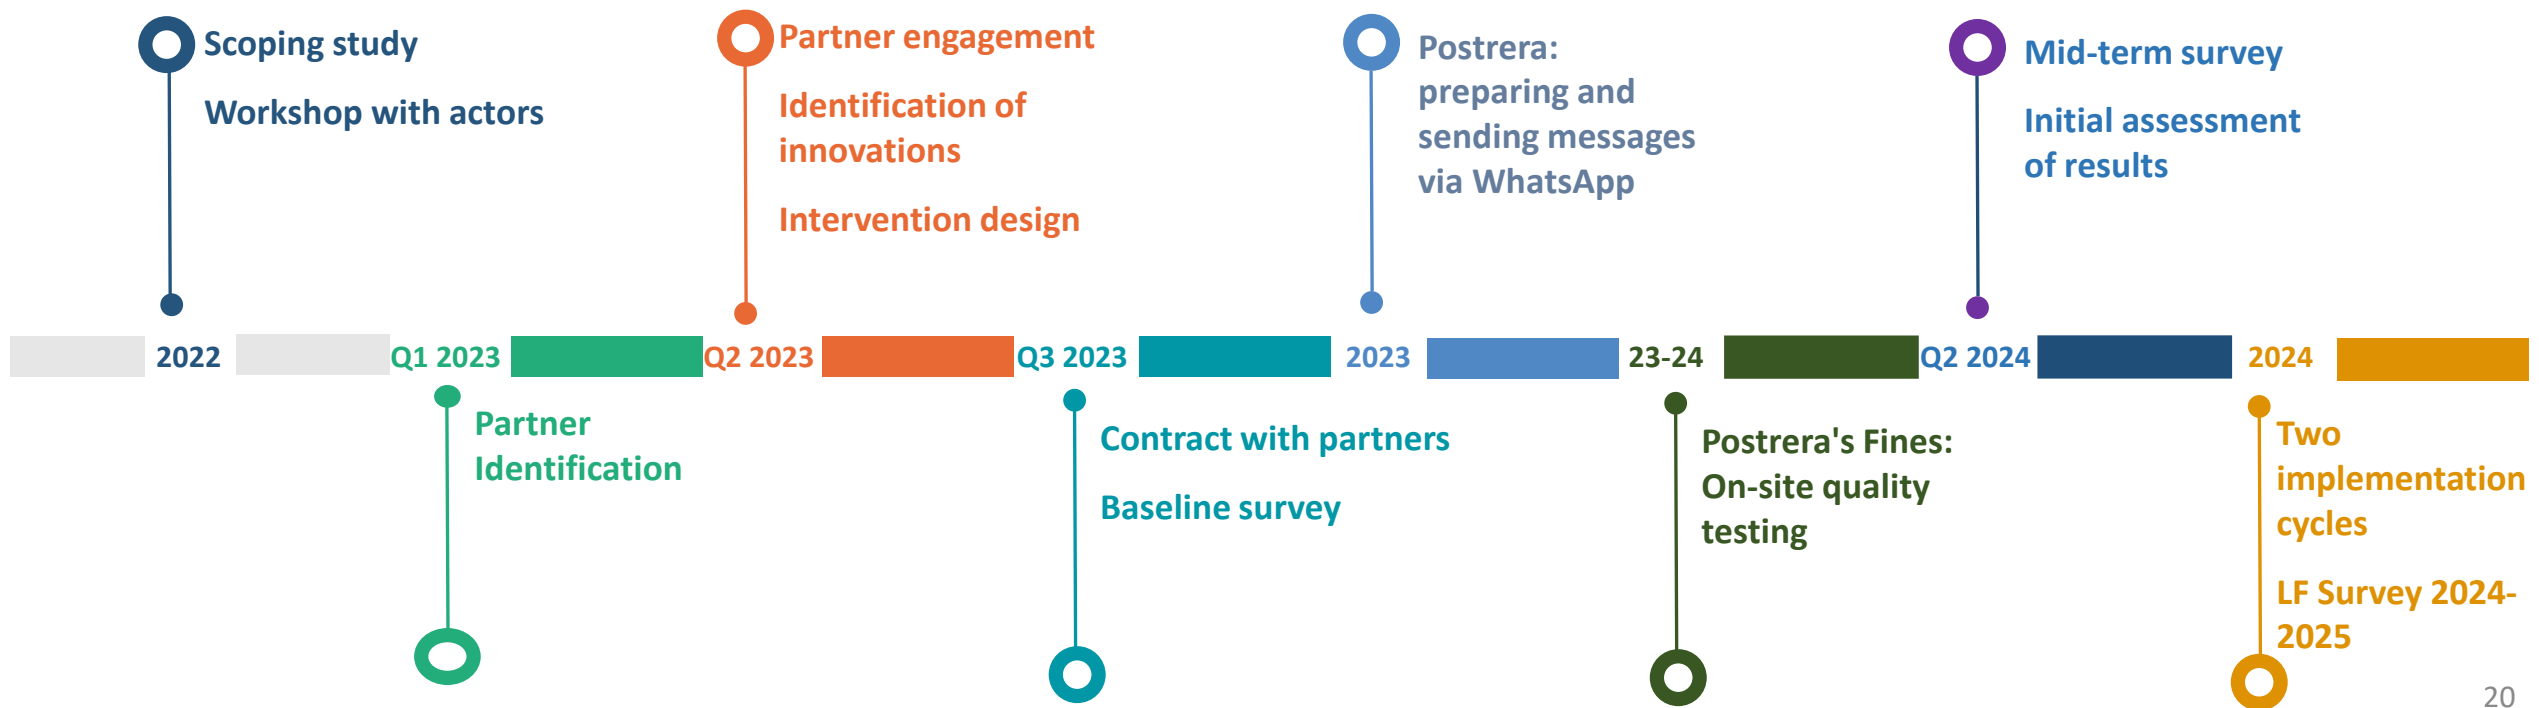 Scoping study
Workshop with actors
Partner engagement
Identification of
innovations
Intervention design
Postrera:
preparing and
sending messages
via WhatsApp
Mid-term survey
Initial assessment
of results
2022
Q1 2023
Q2 2023
Q3 2023
2023
23-24
Q2 2024
2024
Partner
Identification
Contract with partners
Baseline survey
Postrera's Fines:
On-site quality
testing
Two
implementation
cycles
LF Survey 2024-
2025
20